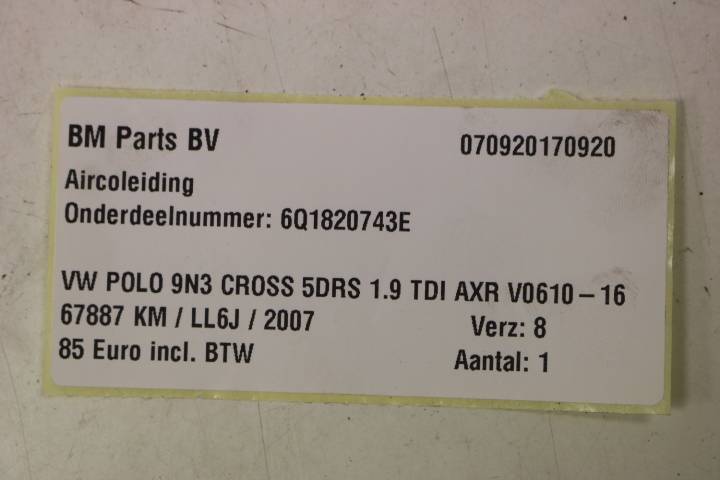 BM Parts BV 070920170920
Aircoleiding
Onderdeelnummer: 6Q1820743E
VW POLO 9N3 CROSS 5DRS 1.9 TDI AXR V0610-16
67887 KM / LL6J / 2007 Verz: 8
85 Euro incl. BTW Aantal: 1